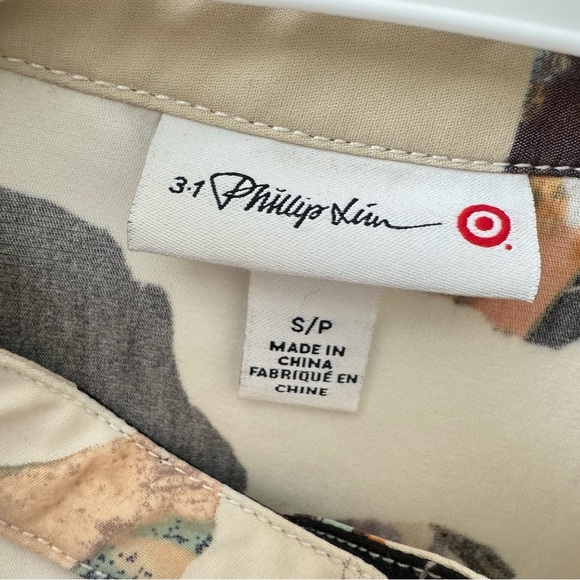 3.1 Phillip Lim
S/P
MADE IN
CHINA
FABRIQUÉ EN
CHINE